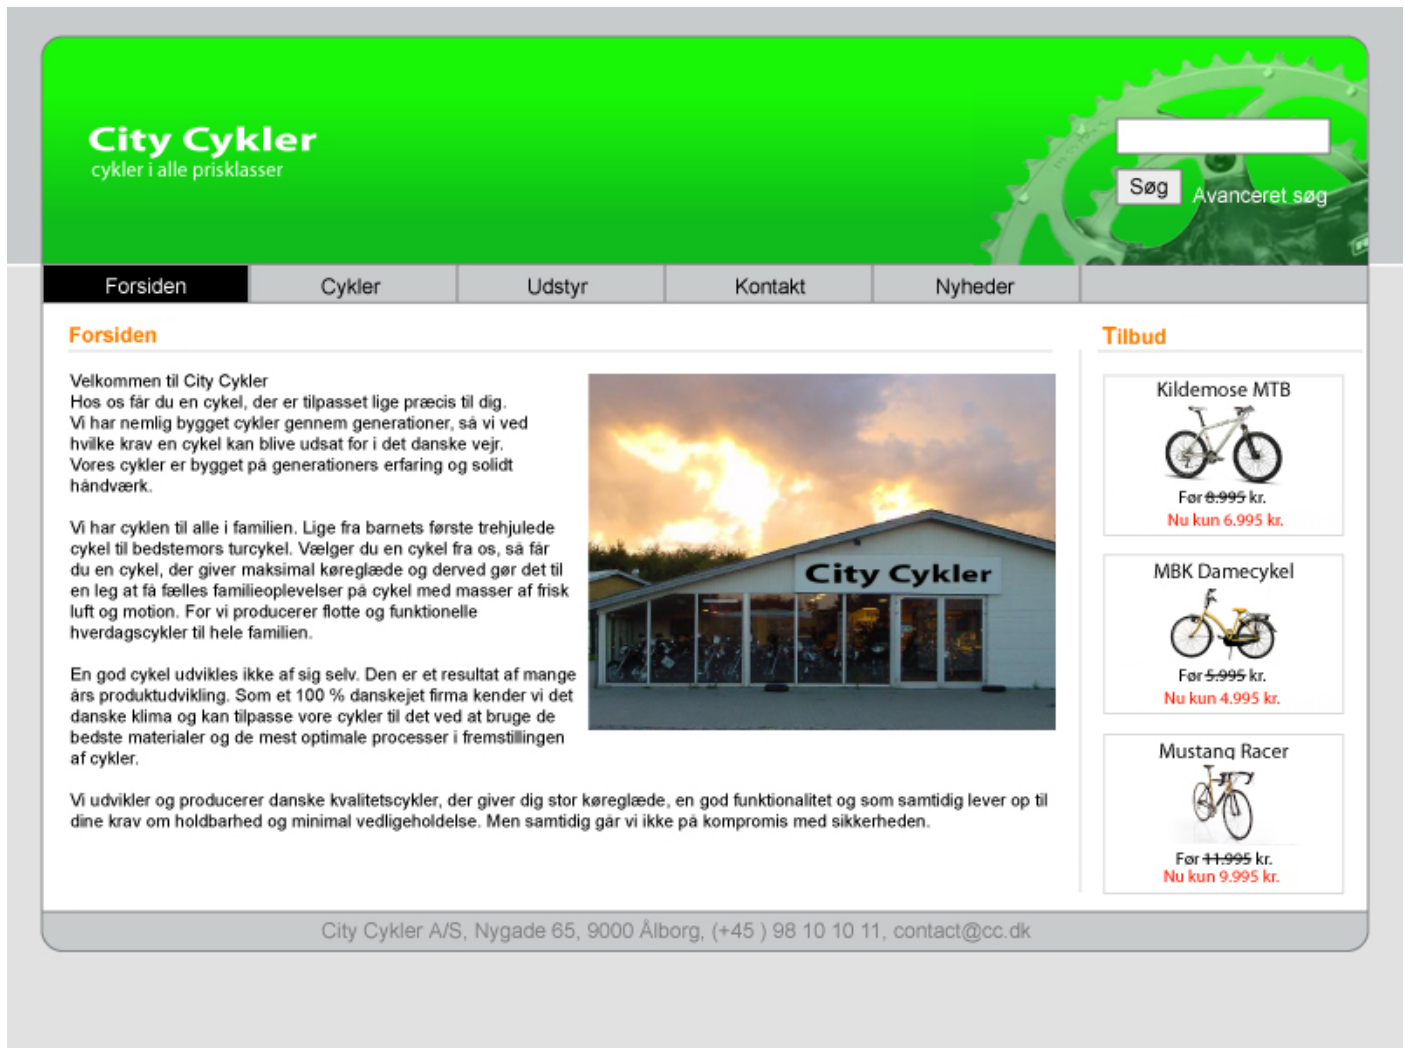 City Cykler
cykler i alle prisklasser
Søg
Avanceret søg
Forsiden
Cykler
Udstyr
Kontakt
Nyheder
Forsiden
Velkommen til City Cykler
Hos os får du en cykel, der er tilpasset lige præcis til dig.
Vi har nemlig bygget cykler gennem generationer, så vi ved
hvilke krav en cykel kan blive udsat for i det danske vejr.
Vores cykler er bygget på generationers erfaring og solidt
håndværk.
Vi har cyklen til alle i familien. Lige fra barnets første trehjulede
cykel til bedstemors turcykel. Vælger du en cykel fra os, så får
du en cykel, der giver maksimal køreglæde og derved gør det til
en leg at få fælles familieoplevelser på cykel med masser af frisk
luft og motion. For vi producerer flotte og funktionelle
hverdagscykler til hele familien.
En god cykel udvikles ikke af sig selv. Den er et resultat af mange
års produktudvikling. Som et 100 % danskejet firma kender vi det
danske klima og kan tilpasse vore cykler til det ved at bruge de
bedste materialer og de mest optimale processer i fremstillingen
af cykler.
Vi udvikler og producerer danske kvalitetscykler, der giver dig stor køreglæde, en god funktionalitet og som samtidig lever op til
dine krav om holdbarhed og minimal vedligeholdelse. Men samtidig går vi ikke på kompromis med sikkerheden.
City Cykler
Tilbud
Kildemose MTB
Før 8.995 kr.
Nu kun 6.995 kr.
MBK Damecykel
Før 5.995 kr.
Nu kun 4.995 kr.
Mustang Racer
Før 11.995 kr.
Nu kun 9.995 kr.
City Cykler A/S, Nygade 65, 9000 Ålborg, (+45 ) 98 10 10 11, contact@cc.dk